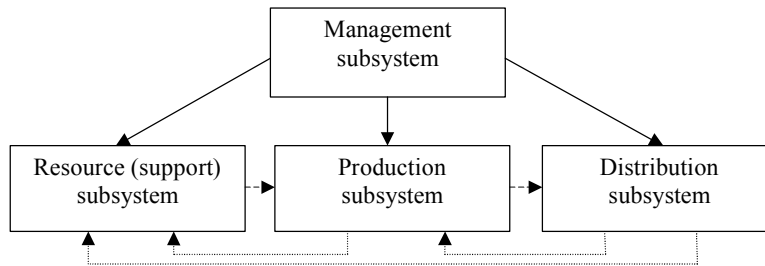 Management
subsystem
Resource (support)
subsystem
Production
subsystem
Distribution
subsystem